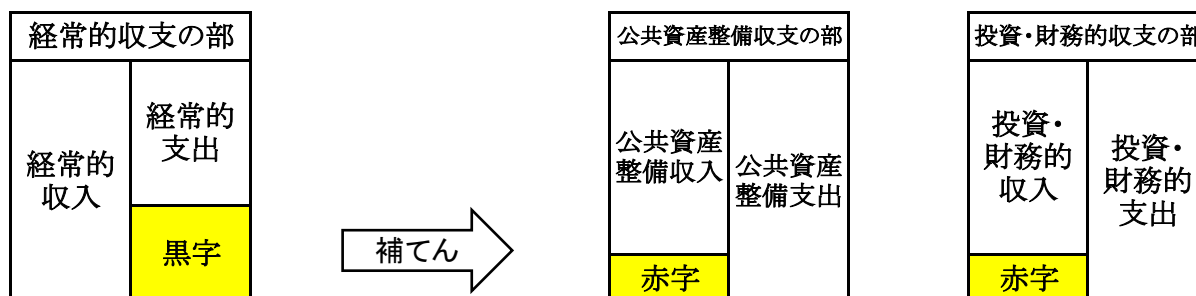 経常的収支の部
経常的
収入
経常的
支出
黒字
補てん
公共資産整備収支の部
公共資産
整備収入
赤字
公共資産
整備支出
投資・財務的収支の部
投資・
財務的
収入
赤字
投資・
財務的
支出